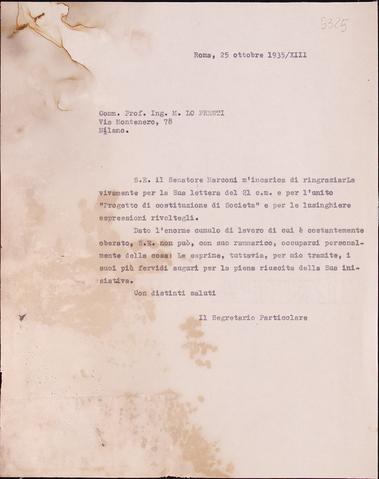 3325
Roma, 25 ottobre 1935/XIII
Comm. Prof. Ing. M. LO
Via Montenero, 78
Milano.
S.E. il Senatore Marconi m'incarica di ringraziarLa
vivamente per la Sua lettera del 21 c.m. e per l'unito
"Progetto di costituzione di Società" e per le lusinghiere
espressioni rivoltegli.
Dato l'enorme cumulo di lavoro di cui è costantemente
oberato, S.E. non può, con suo rammarico, occuparsi personal-
mente della cosa; Le esprime, tuttavia, per mio tramite, i
suoi più fervidi auguri per la piena riuscita della Sua ini-
ziativa.
Con distinti saluti
Il Segretario Particolare